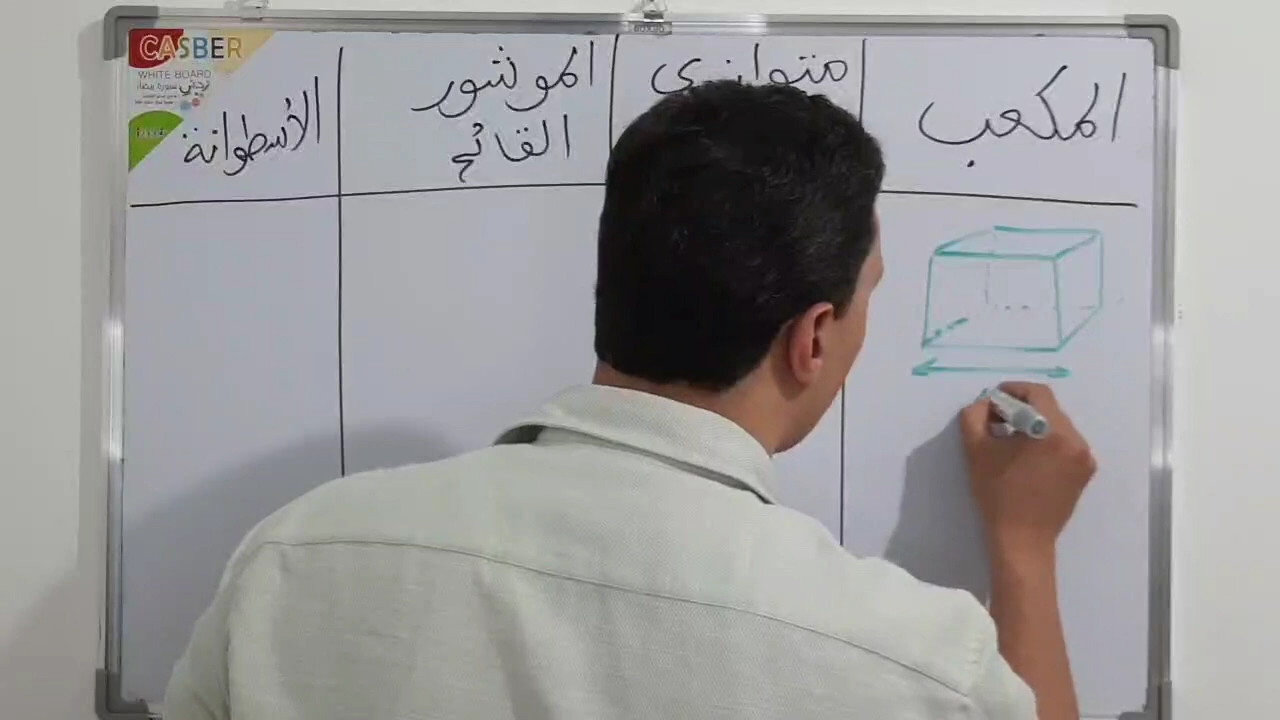 المكعب
متوازي
الموشور
القائم
الأسطوانة
CASBER
WHITE BOARD